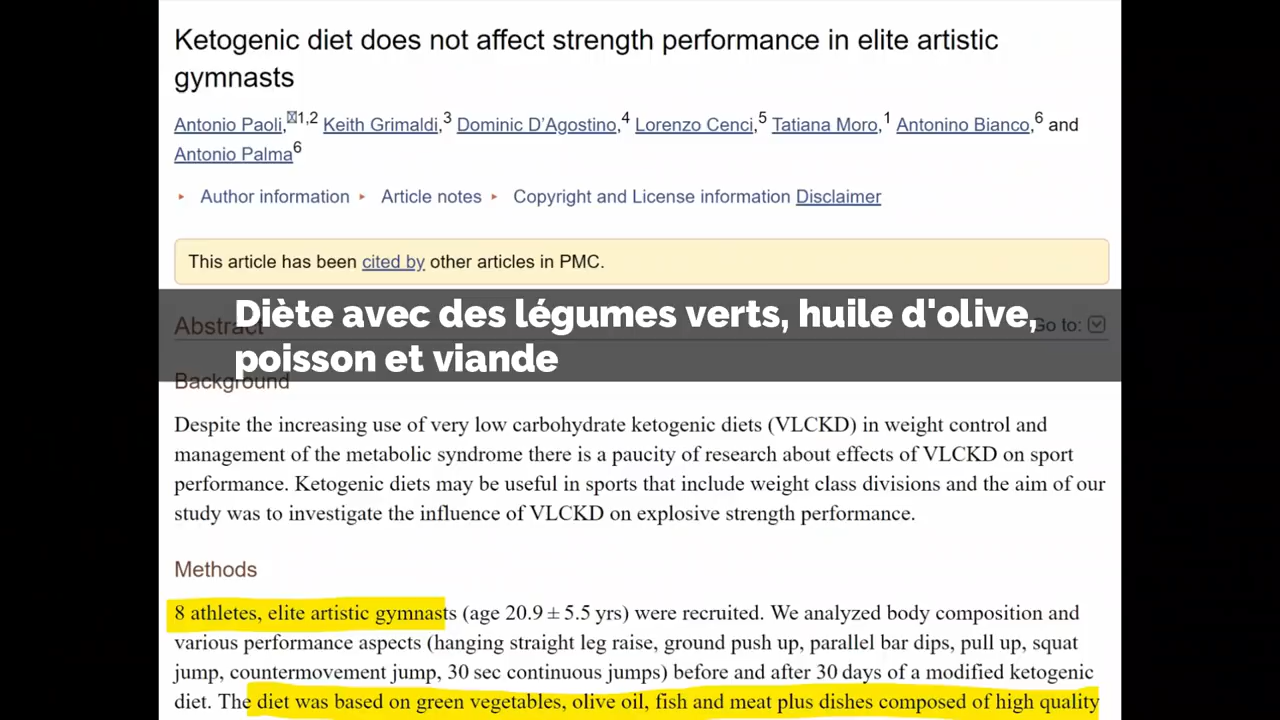 Ketogenic diet does not affect strength performance in elite artistic
gymnasts
Antonio Paoli,1,2 Keith Grimaldi,3 Dominic D'Agostino,4 Lorenzo Cenci,5 Tatiana Moro,1 Antonino Bianco,6 and
Antonio Palma6
Author information Article notes Copyright and License information Disclaimer
This article has been cited by other articles in PMC.
Abstract Go to:
Diète avec des légumes verts, huile d'olive,
poisson et viande
Background
Despite the increasing use of very low carbohydrate ketogenic diets (VLCKD) in weight control and
management of the metabolic syndrome there is a paucity of research about effects of VLCKD on sport
performance. Ketogenic diets may be useful in sports that include weight class divisions and the aim of our
study was to investigate the influence of VLCKD on explosive strength performance.
Methods
8 athletes, elite artistic gymnasts (age 20.9 ± 5.5 yrs) were recruited. We analyzed body composition and
various performance aspects (hanging straight leg raise, ground push up, parallel bar dips, pull up, squat
jump, countermovement jump, 30 sec continuous jumps) before and after 30 days of a modified ketogenic
diet. The diet was based on green vegetables, olive oil, fish and meat plus dishes composed of high quality